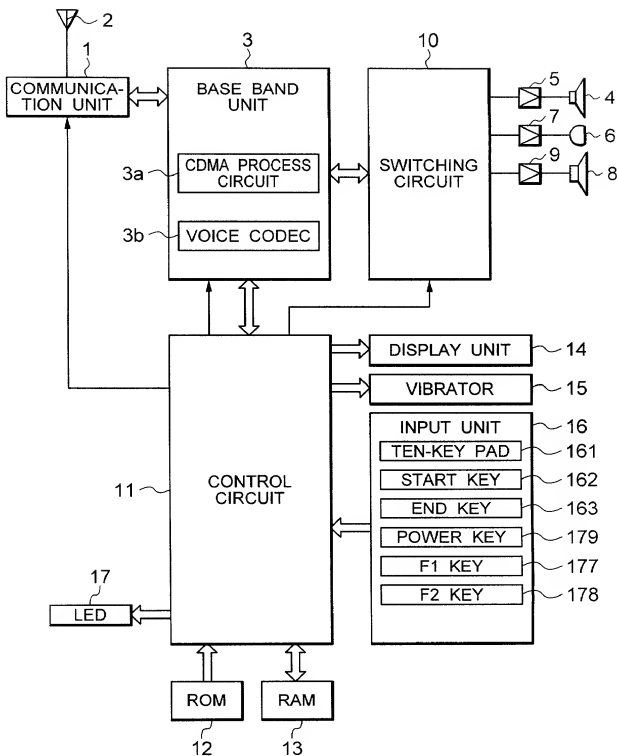 2
1
COMMUNICA-
TION UNIT
3
BASE BAND
UNIT
3a
CDMA PROCESS
CIRCUIT
3b
VOICE CODEC
10
SWITCHING
CIRCUIT
5
4
7
6
9
8
11
CONTROL
CIRCUIT
DISPLAY UNIT
14
VIBRATOR
15
INPUT UNIT
16
TEN-KEY PAD
161
START KEY
162
END KEY
163
POWER KEY
179
F1 KEY
177
F2 KEY
178
17
LED
ROM
12
RAM
13